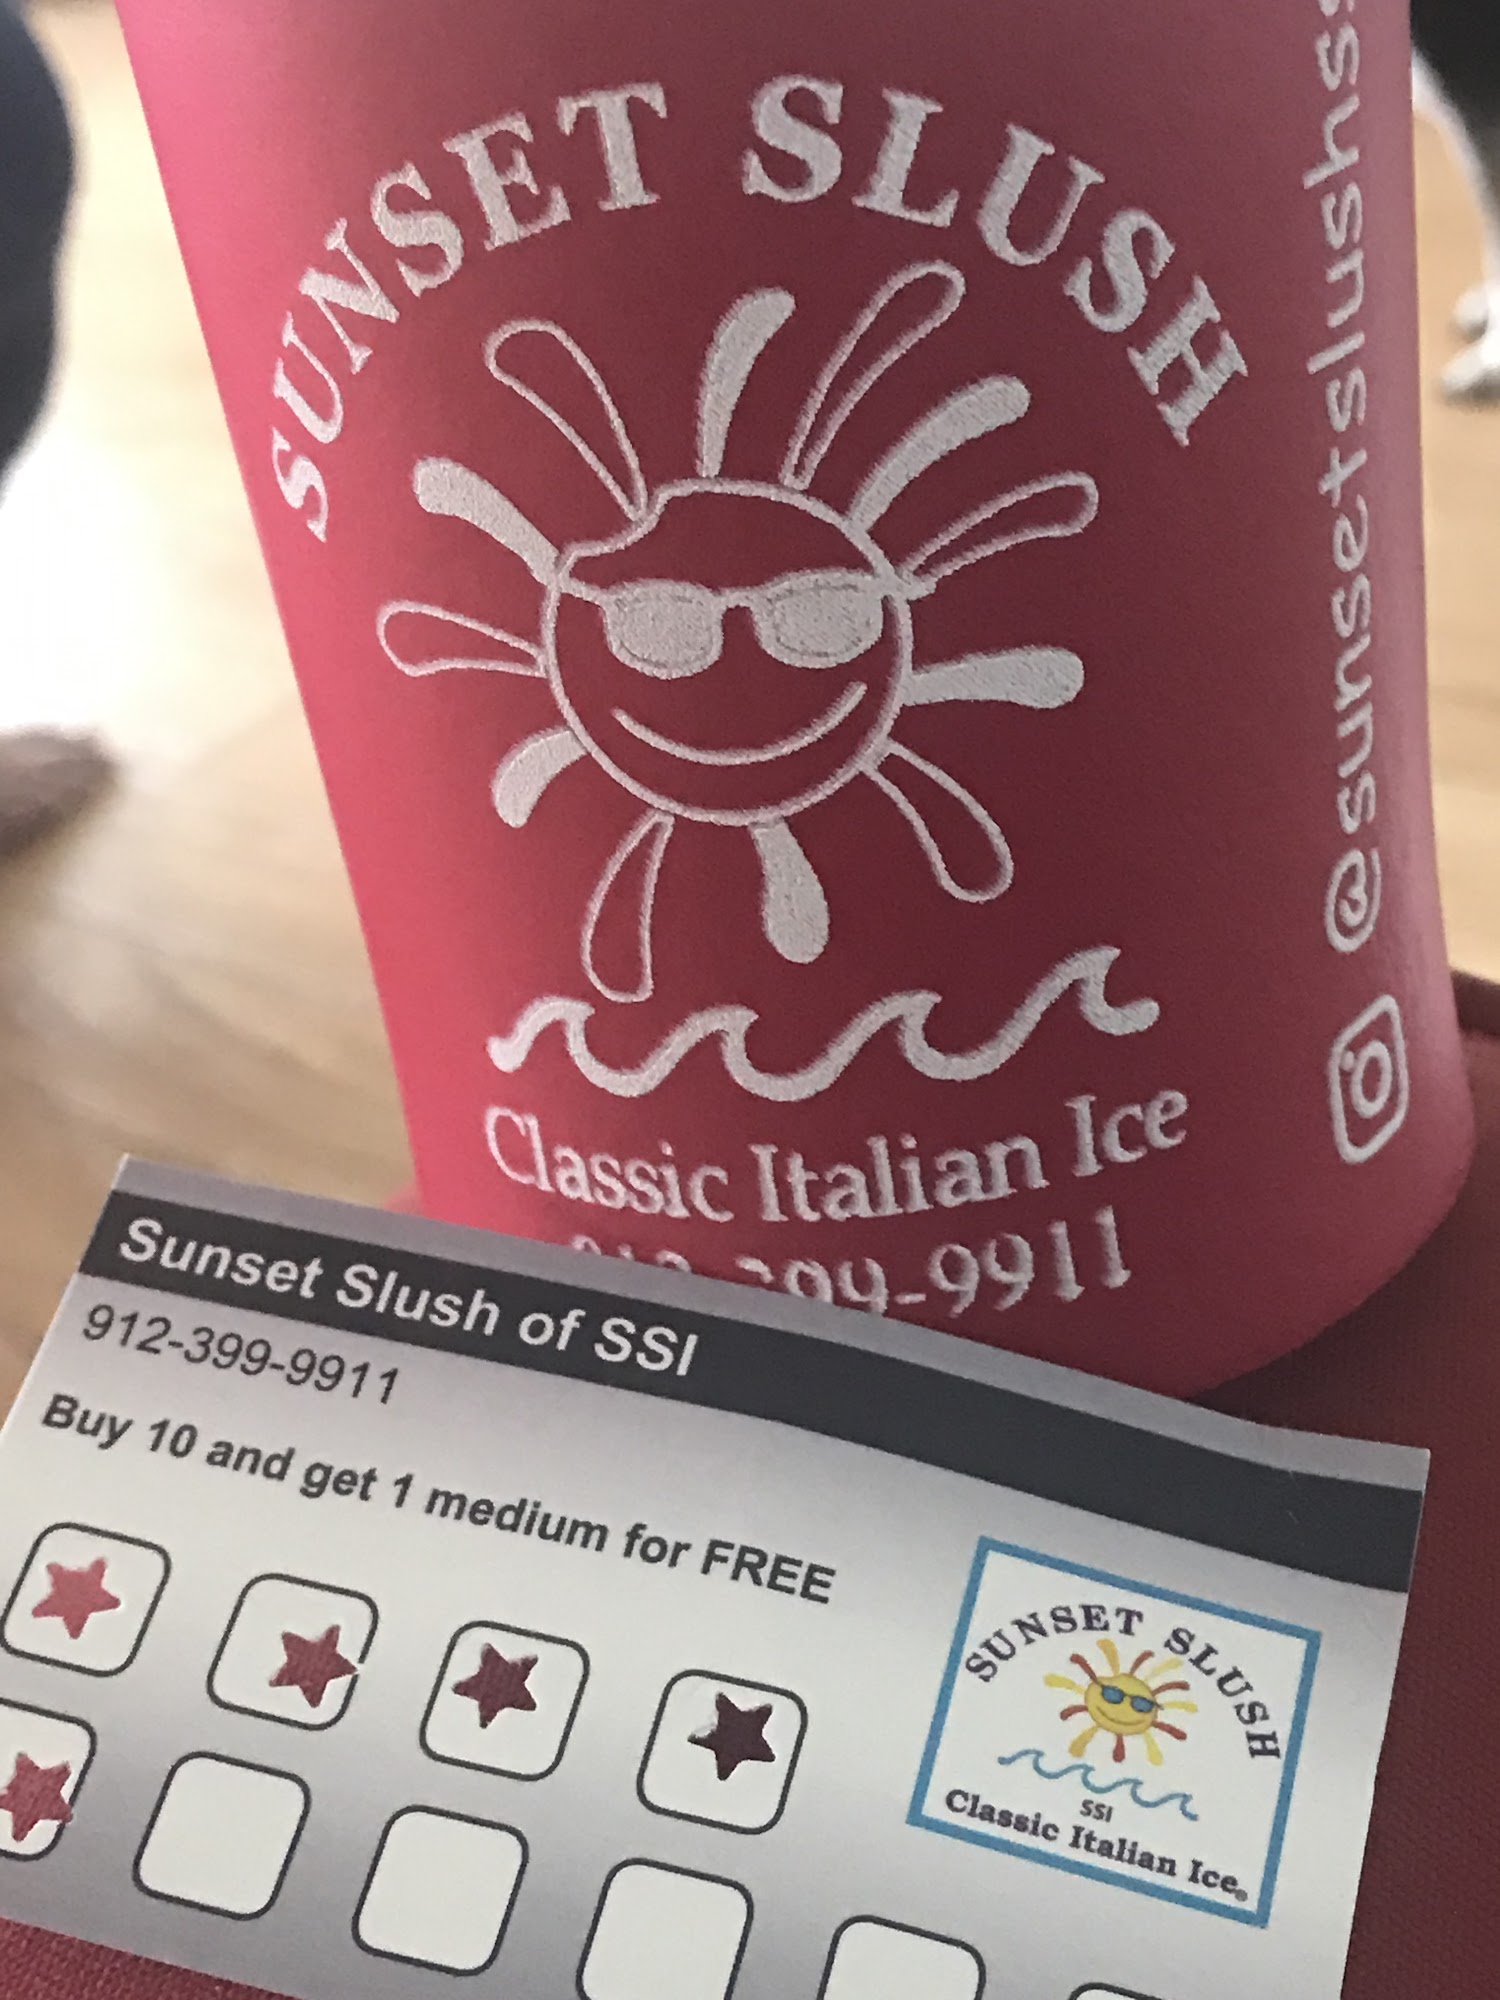 SUNSET SLUSH
Classic Italian Ice
-9911
@sunsetslushs
Sunset Slush of SSI
912-399-9911
Buy 10 and get 1 medium for FREE
SUNSET SLUSH
SSI
Classic Italian Ice®